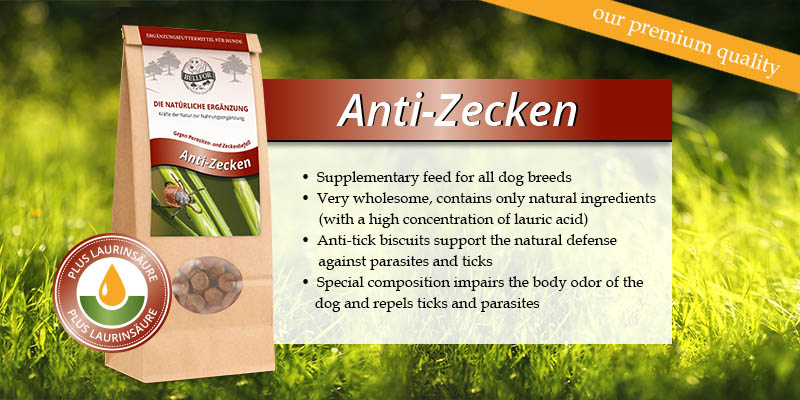 our premium quality
ERGÄNZUNGSFUTTERMITTEL FÜR HUNDE
BELLFOR
DIE NATÜRLICHE ERGÄNZUNG
Kräfte der Natur zur Nahrungsergänzung
Gegen Parasiten- und Zeckenbefall
Anti-Zecken
PLUS LAURINSÄURE
PLUS LAURINSÄURE
Anti-Zecken
• Supplementary feed for all dog breeds
• Very wholesome, contains only natural ingredients
(with a high concentration of lauric acid)
• Anti-tick biscuits support the natural defense
against parasites and ticks
• Special composition impairs the body odor of the
dog and repels ticks and parasites